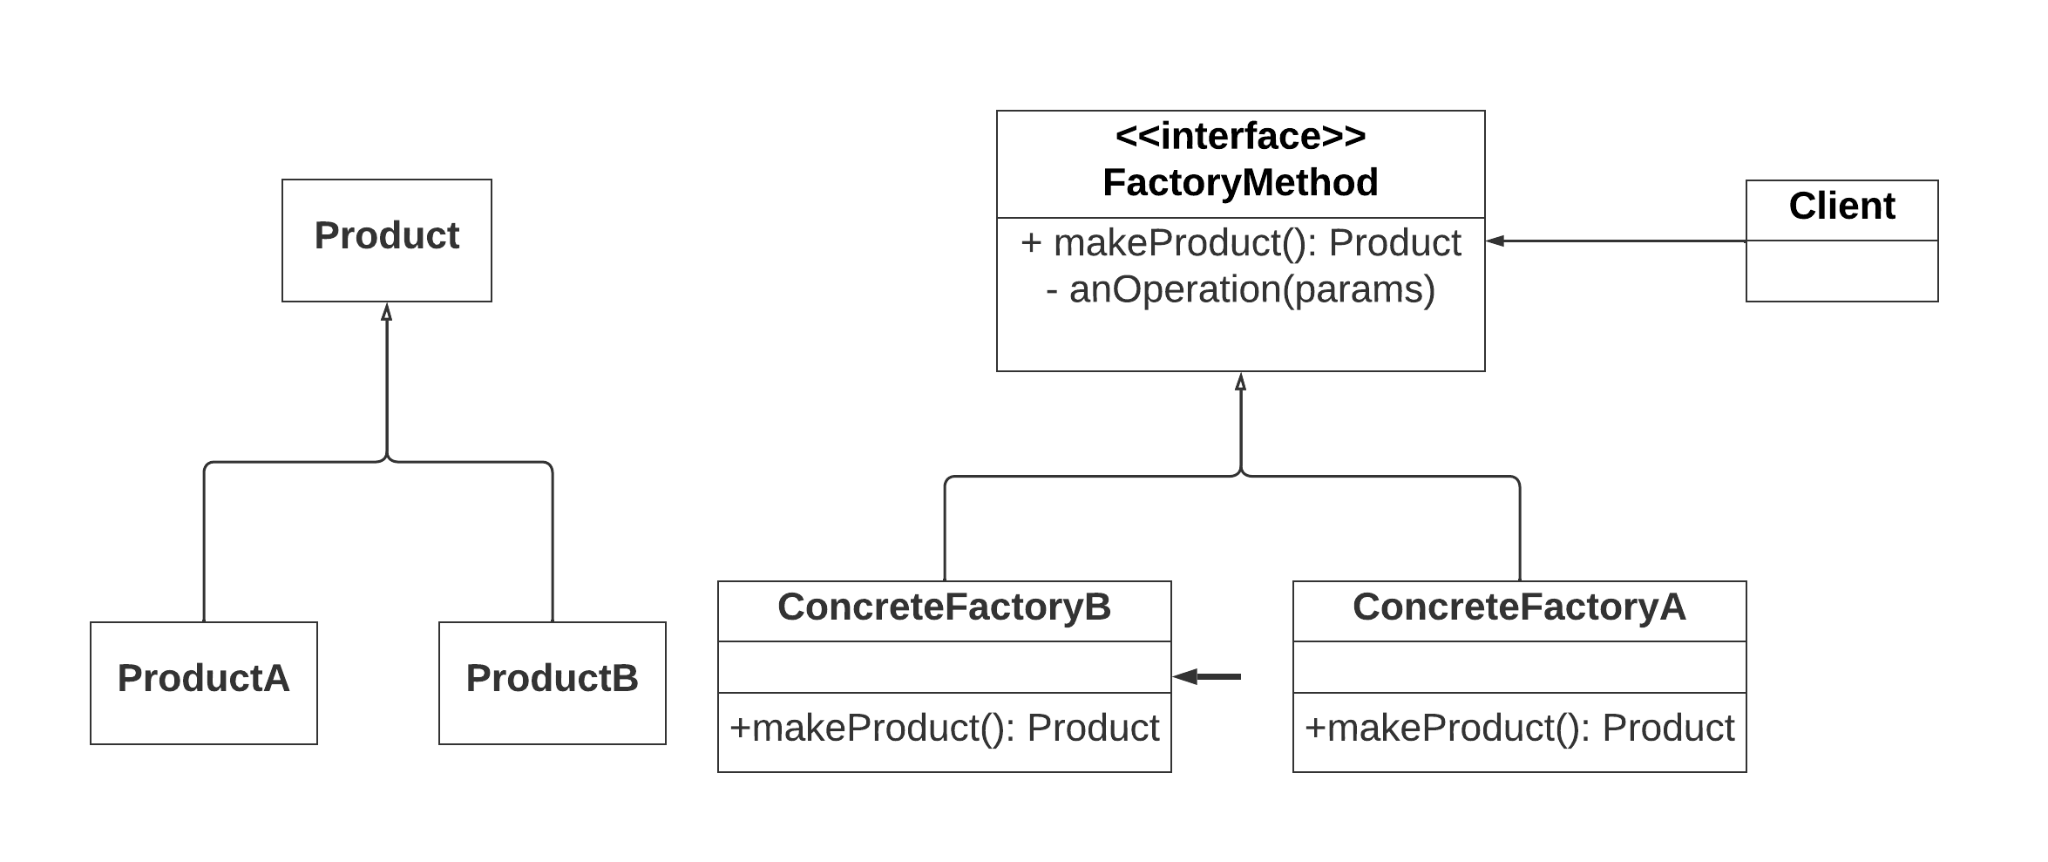 <<interface>>
FactoryMethod
Product
Client
+ makeProduct(): Product
- anOperation(params)
ConcreteFactoryB
ConcreteFactoryA
ProductA
ProductB
+makeProduct(): Product
+makeProduct(): Product